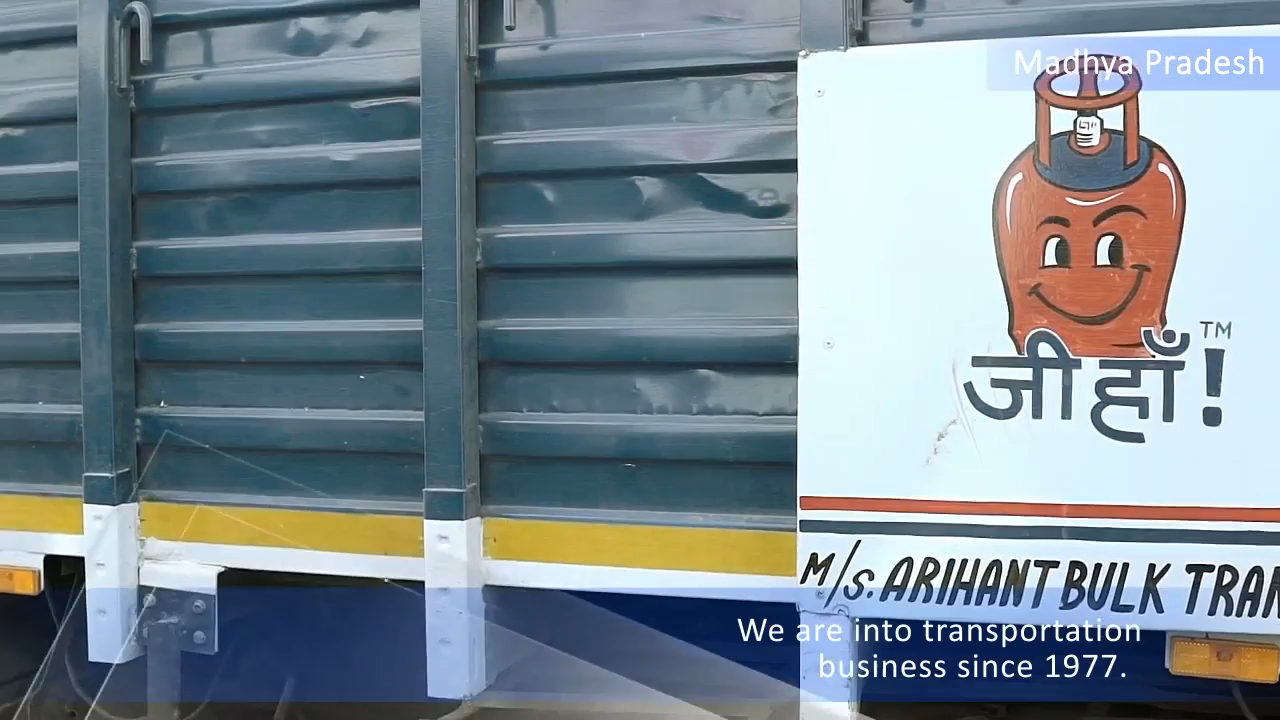 Madhya Pradesh
जी हाँ! TM
M/s. ARIHANT BULK TRAN
We are into transportation
business since 1977.